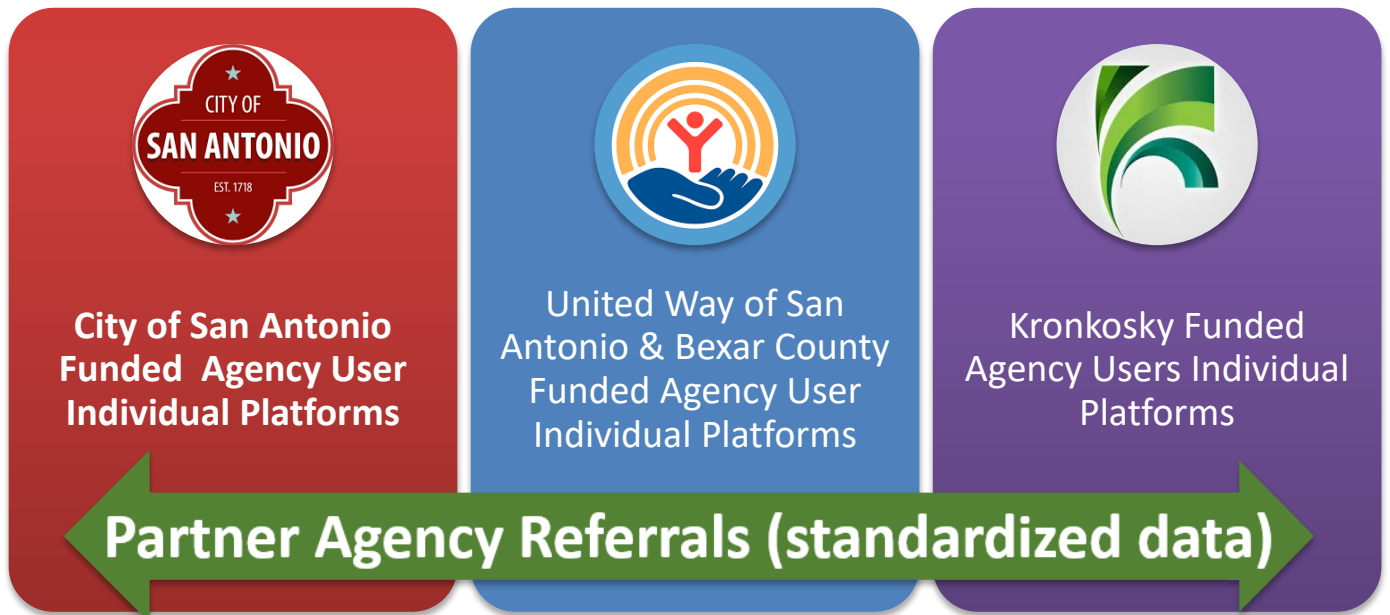 CITY OF
SAN ANTONIO
EST. 1718
City of San Antonio
Funded Agency User
Individual Platforms
United Way of San
Antonio & Bexar County
Funded Agency User
Individual Platforms
Kronkosky Funded
Agency Users Individual
Platforms
Partner Agency Referrals (standardized data)